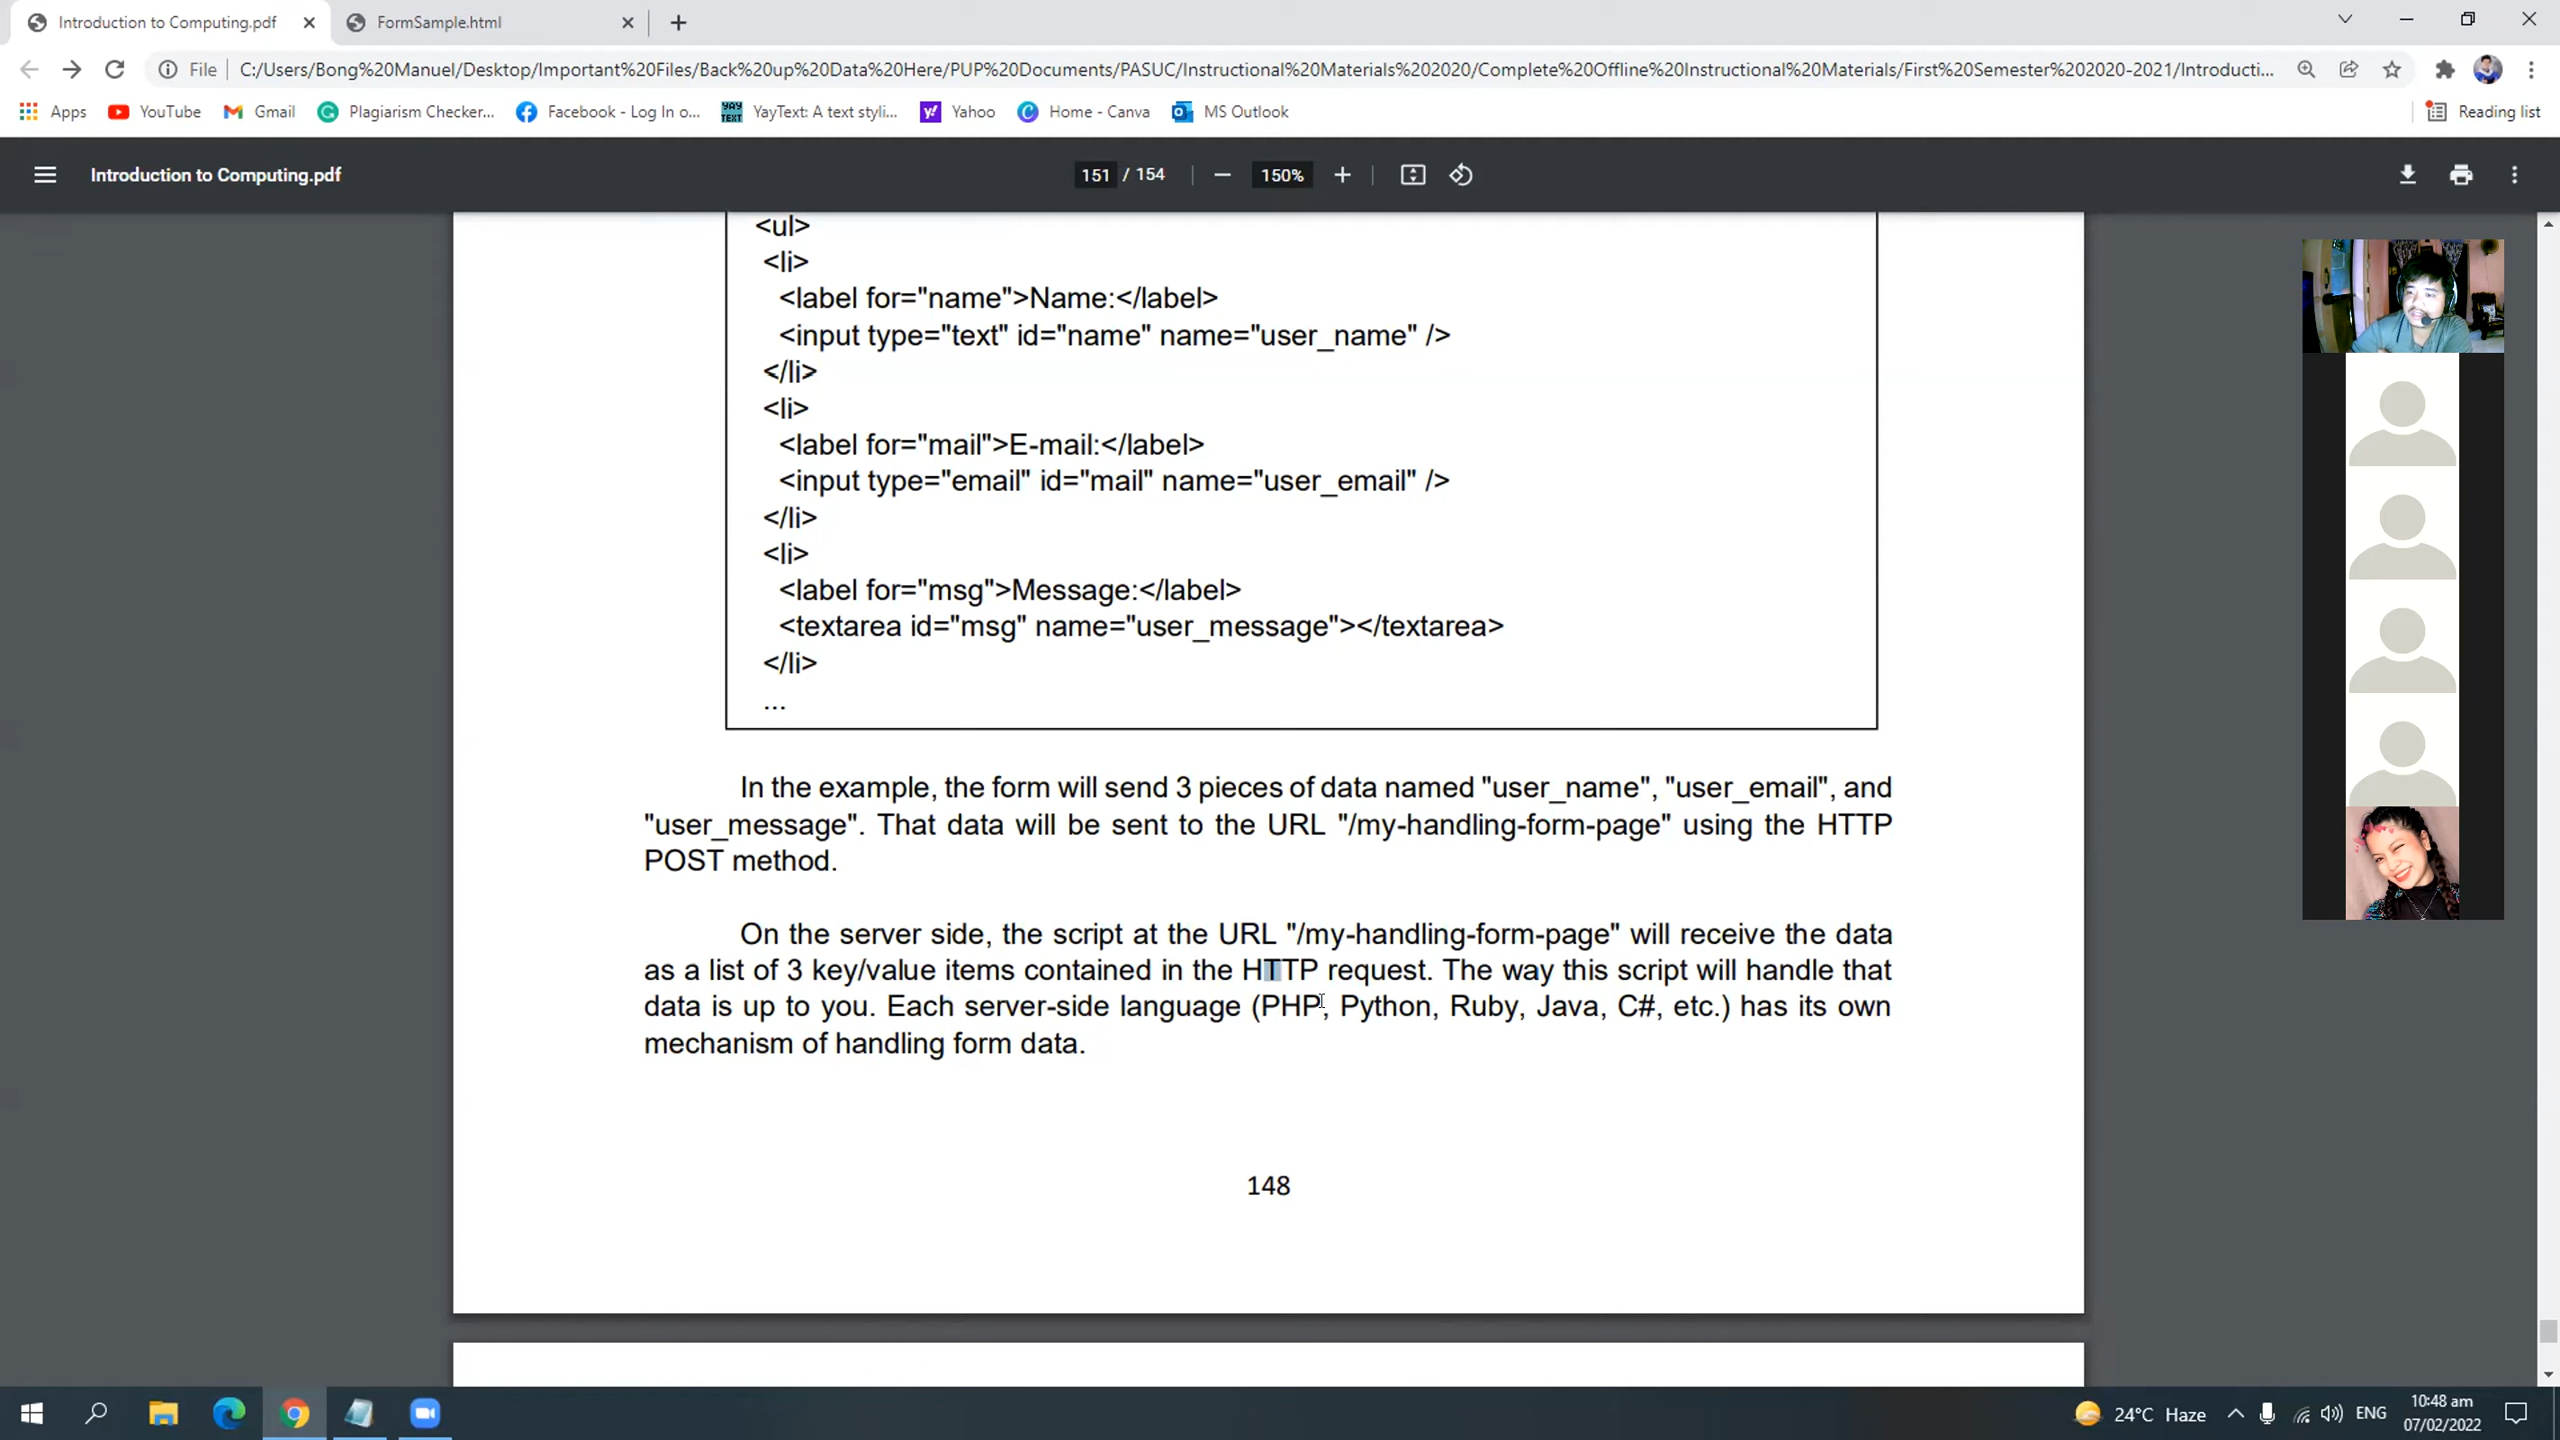 Introduction to Computing.pdf
FormSample.html
File
C:/Users/Bong%20Manuel/Desktop/Important%20Files/Back%20up%20Data%20Here/PUP%20Documents/PASUC/Instructional%20Materials%202020/Complete%20Offline%20Instructional%20Materials/First%20Semester%202020-2021/Introducti...
Apps
YouTube
Gmail
Plagiarism Checker...
Facebook - Log In o...
YAY TEXT
YayText: A text styli...
Yahoo
Home - Canva
MS Outlook
Reading list
Introduction to Computing.pdf
151 / 154
150%
<ul>
<li>
<label for="name">Name:</label>
<input type="text" id="name" name="user_name" />
</li>
<li>
<label for="mail">E-mail:</label>
<input type="email" id="mail" name="user_email" />
</li>
<li>
<label for="msg">Message:</label>
<textarea id="msg" name="user_message"></textarea>
</li>
...
In the example, the form will send 3 pieces of data named "user_name", "user_email", and
"user_message". That data will be sent to the URL "/my-handling-form-page" using the HTTP
POST method.
On the server side, the script at the URL "/my-handling-form-page" will receive the data
as a list of 3 key/value items contained in the HTTP request. The way this script will handle that
data is up to you. Each server-side language (PHP, Python, Ruby, Java, C#, etc.) has its own
mechanism of handling form data.
148
24°C Haze
ENG
10:48 am
07/02/2022